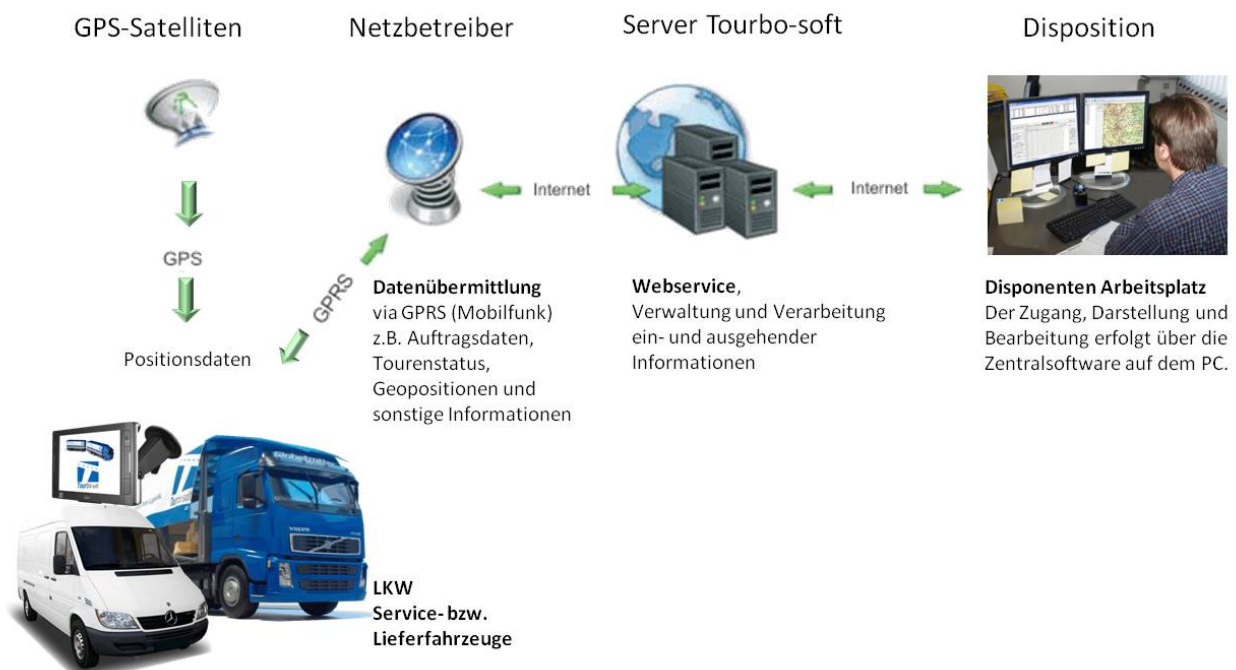 GPS-Satelliten
Netzbetreiber
Server Tourbo-soft
Disposition
GPS
Positionsdaten
GPRS
Internet
Internet
Datenübermittlung
via GPRS (Mobilfunk)
z.B. Auftragsdaten,
Tourenstatus,
Geopositionen und
sonstige Informationen
Webservice,
Verwaltung und Verarbeitung
ein- und ausgehender
Informationen
Disponenten Arbeitsplatz
Der Zugang, Darstellung und
Bearbeitung erfolgt über die
Zentralsoftware auf dem PC.
VOLVO
LKW
Service- bzw.
Lieferfahrzeuge